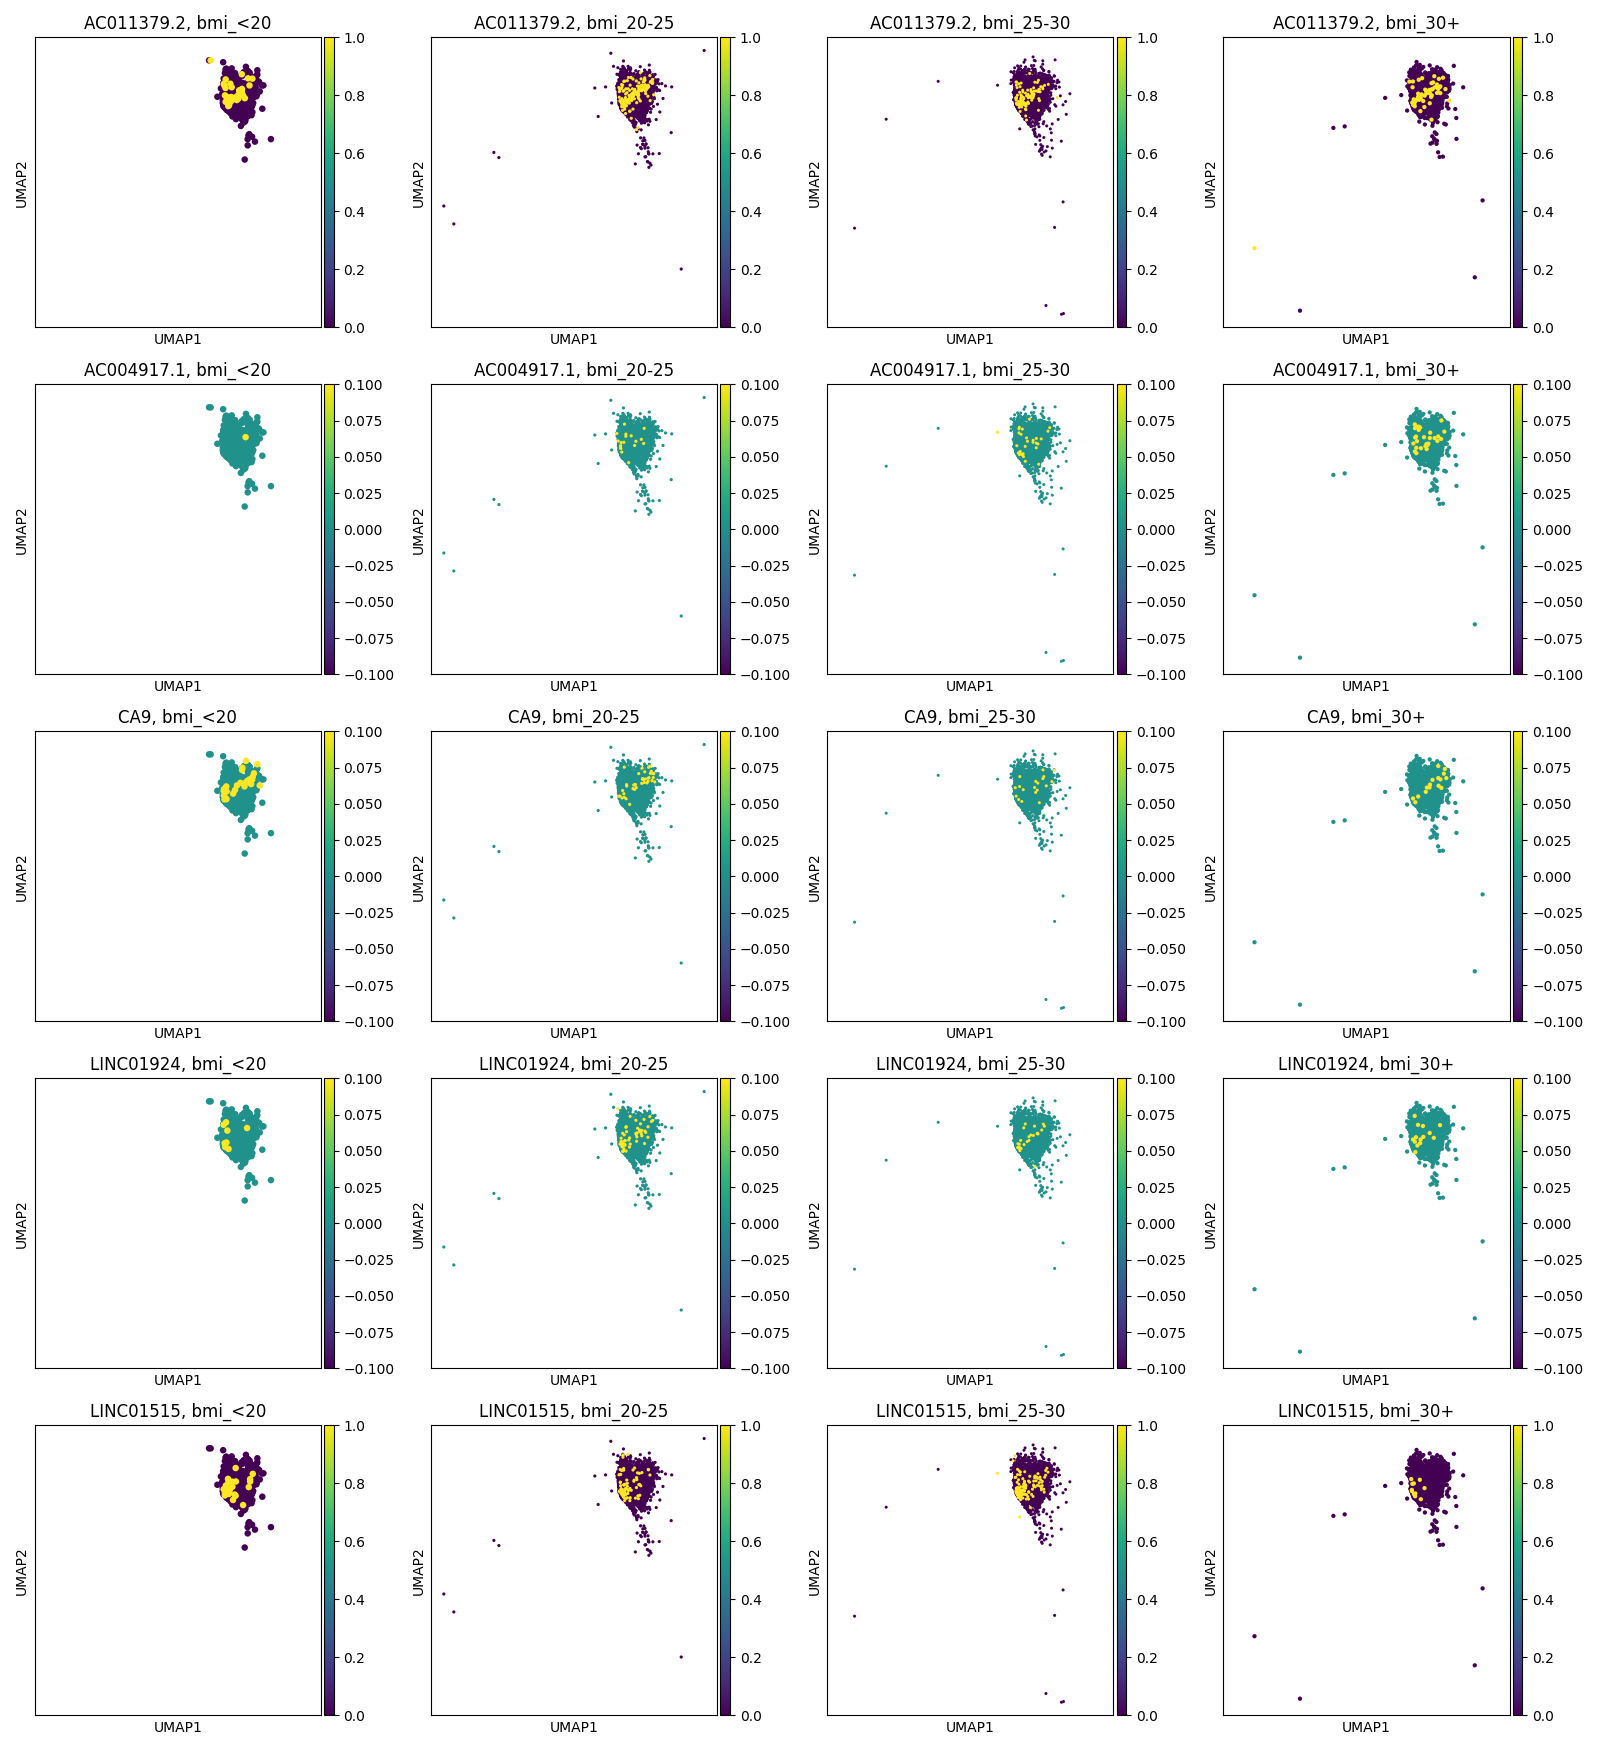 AC011379.2, bmi_<20
AC011379.2, bmi_20-25
AC011379.2, bmi_25-30
AC011379.2, bmi_30+
1.0
0.8
0.6
0.4
0.2
0.0
1.0
0.8
0.6
0.4
0.2
0.0
1.0
0.8
0.6
0.4
0.2
0.0
1.0
0.8
0.6
0.4
0.2
0.0
UMAP2
UMAP2
UMAP2
UMAP2
UMAP1
UMAP1
UMAP1
UMAP1
AC004917.1, bmi_<20
AC004917.1, bmi_20-25
AC004917.1, bmi_25-30
AC004917.1, bmi_30+
0.100
0.075
0.050
0.025
0.000
−0.025
−0.050
−0.075
−0.100
0.100
0.075
0.050
0.025
0.000
−0.025
−0.050
−0.075
−0.100
0.100
0.075
0.050
0.025
0.000
−0.025
−0.050
−0.075
−0.100
0.100
0.075
0.050
0.025
0.000
−0.025
−0.050
−0.075
−0.100
UMAP2
UMAP2
UMAP2
UMAP2
UMAP1
UMAP1
UMAP1
UMAP1
CA9, bmi_<20
CA9, bmi_20-25
CA9, bmi_25-30
CA9, bmi_30+
0.100
0.075
0.050
0.025
0.000
−0.025
−0.050
−0.075
−0.100
0.100
0.075
0.050
0.025
0.000
−0.025
−0.050
−0.075
−0.100
0.100
0.075
0.050
0.025
0.000
−0.025
−0.050
−0.075
−0.100
0.100
0.075
0.050
0.025
0.000
−0.025
−0.050
−0.075
−0.100
UMAP2
UMAP2
UMAP2
UMAP2
UMAP1
UMAP1
UMAP1
UMAP1
LINC01924, bmi_<20
LINC01924, bmi_20-25
LINC01924, bmi_25-30
LINC01924, bmi_30+
0.100
0.075
0.050
0.025
0.000
−0.025
−0.050
−0.075
−0.100
0.100
0.075
0.050
0.025
0.000
−0.025
−0.050
−0.075
−0.100
0.100
0.075
0.050
0.025
0.000
−0.025
−0.050
−0.075
−0.100
0.100
0.075
0.050
0.025
0.000
−0.025
−0.050
−0.075
−0.100
UMAP2
UMAP2
UMAP2
UMAP2
UMAP1
UMAP1
UMAP1
UMAP1
LINC01515, bmi_<20
LINC01515, bmi_20-25
LINC01515, bmi_25-30
LINC01515, bmi_30+
1.0
0.8
0.6
0.4
0.2
0.0
1.0
0.8
0.6
0.4
0.2
0.0
1.0
0.8
0.6
0.4
0.2
0.0
1.0
0.8
0.6
0.4
0.2
0.0
UMAP2
UMAP2
UMAP2
UMAP2
UMAP1
UMAP1
UMAP1
UMAP1